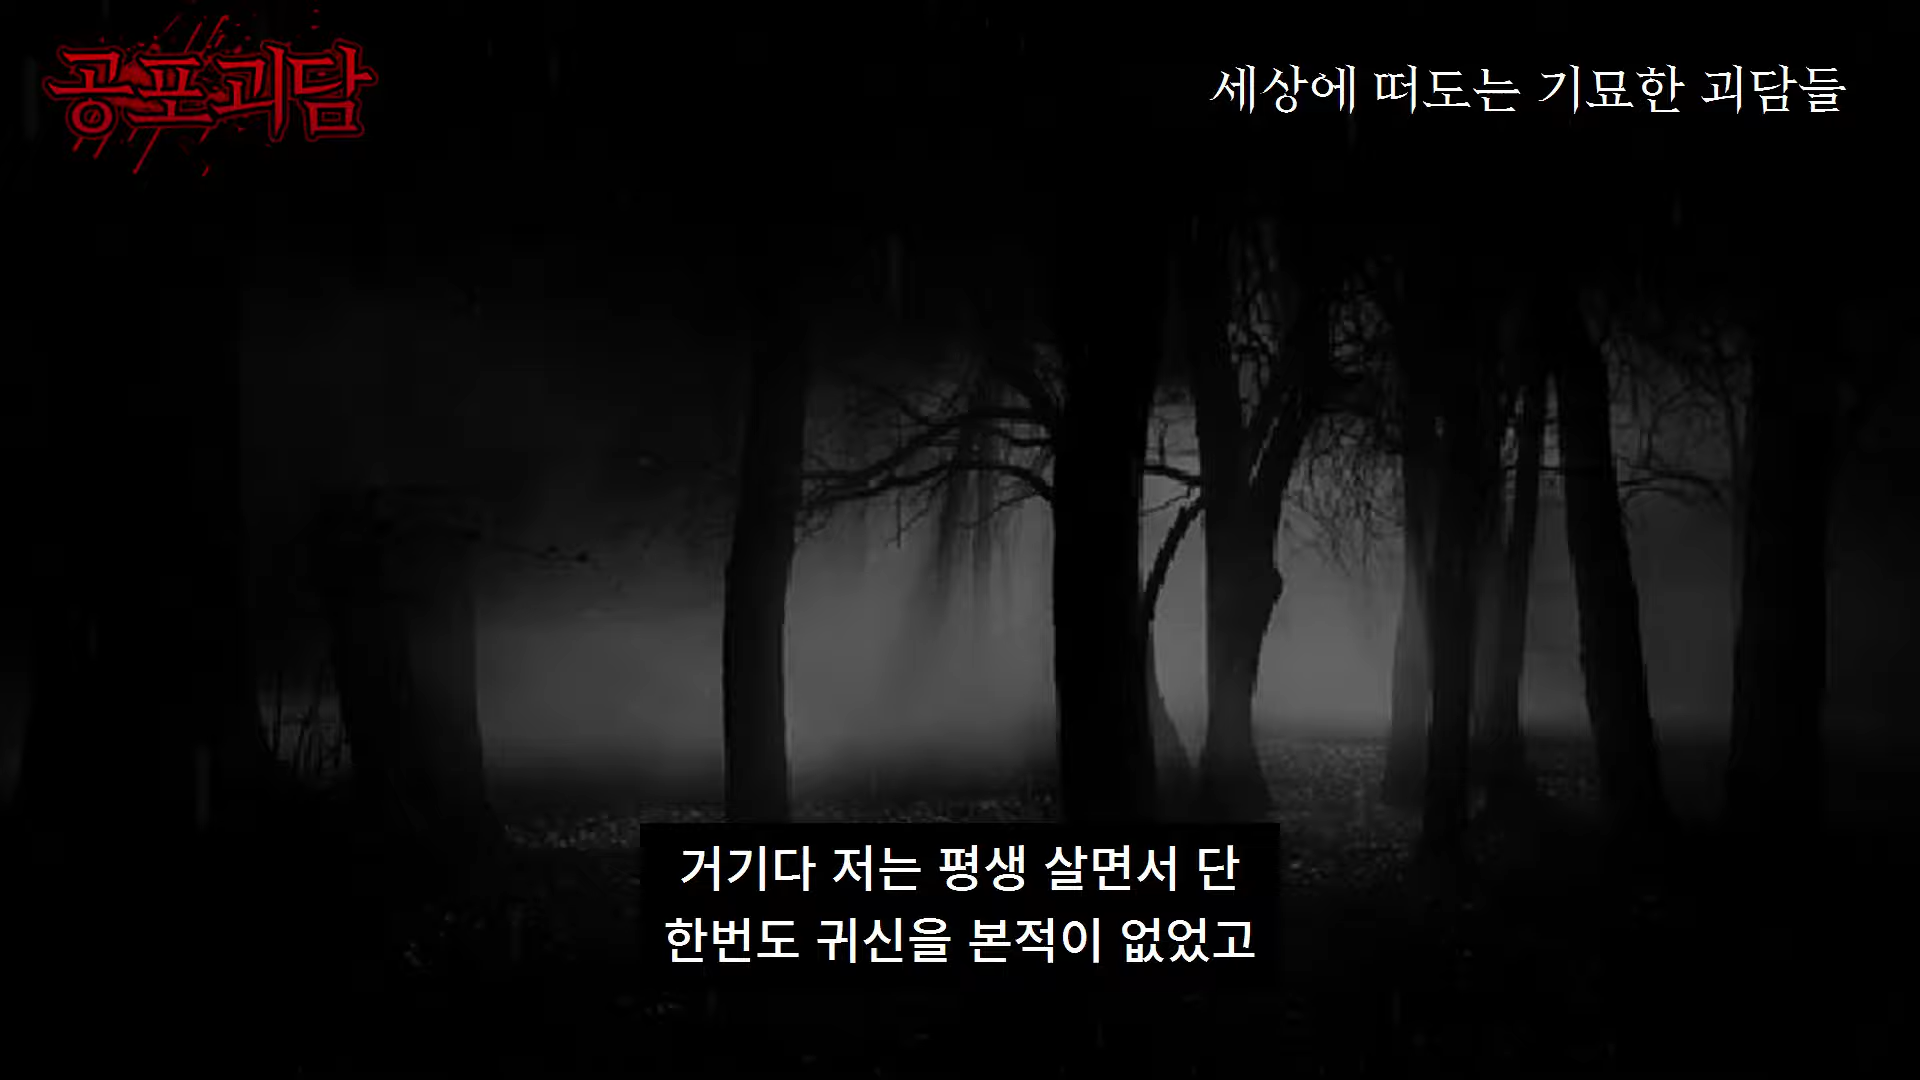 공포괴담
세상에 떠도는 기묘한 괴담들
거기다 저는 평생 살면서 단
한번도 귀신을 본적이 없었고